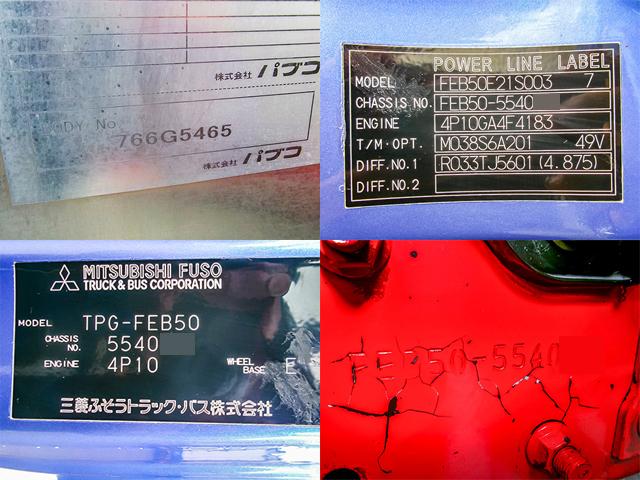 株式会社 パブコ
BODY No.
766G5465
株式会社 パブコ
POWER LINE LABEL
MODEL FEB50E21S003 7
CHASSIS NO. FEB50-5540
ENGINE 4P10GA4F4183
T/M・OPT. M038S6A201 49V
DIFF.NO.1 R033TJ5601(4.875)
DIFF.NO.2
MITSUBISHI FUSO
TRUCK & BUS CORPORATION
MODEL TPG-FEB50
CHASSIS NO. 5540
ENGINE 4P10 WHEEL BASE E
三菱ふそうトラック・バス株式会社
FEB50-5540